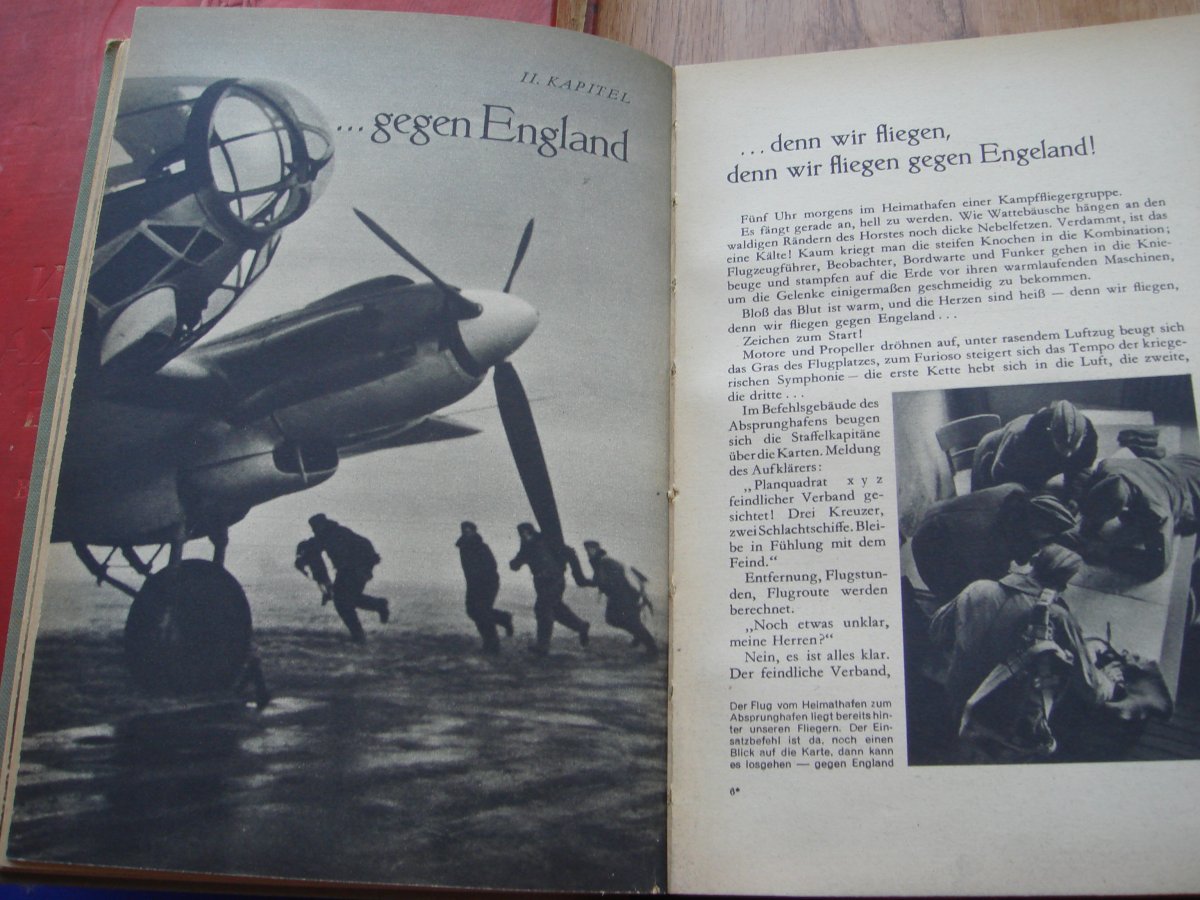 II. KAPITEL
...gegen England
...denn wir fliegen,
denn wir fliegen gegen Engeland!
Fünf Uhr morgens im Heimathafen einer Kampffliegergruppe.
Es fängt gerade an, hell zu werden. Wie Wattebäusche hängen an den
waldigen Rändern des Horstes noch dicke Nebelfetzen. Verdammt, ist das
eine Kälte! Kaum kriegt man die steifen Knochen in die Kombination;
Flugzeugführer, Beobachter, Bordwarte und Funker gehen in die Knie-
beuge und stampfen auf die Erde vor ihren warmlaufenden Maschinen,
um die Gelenke einigermaßen geschmeidig zu bekommen.
Bloß das Blut ist warm, und die Herzen sind heiß — denn wir fliegen,
denn wir fliegen gegen Engeland...
Zeichen zum Start!
Motore und Propeller dröhnen auf, unter rasendem Luftzug beugt sich
das Gras des Flugplatzes, zum Furioso steigert sich das Tempo der kriege-
rischen Symphonie — die erste Kette hebt sich in die Luft, die zweite,
die dritte...
Im Befehlsgebäude des
Absprunghafens beugen
sich die Staffelkapitäne
über die Karten. Meldung
des Aufklärers:
„Planquadrat x y z
feindlicher Verband ge-
sichtet! Drei Kreuzer,
zwei Schlachtschiffe. Blei-
be in Fühlung mit dem
Feind.“
Entfernung, Flugstun-
den, Flugroute werden
berechnet.
„Noch etwas unklar,
meine Herren?“
Nein, es ist alles klar.
Der feindliche Verband,
Der Flug vom Heimathafen zum
Absprunghafen liegt bereits hin-
ter unseren Fliegern. Der Ein-
satzbefehl ist da, noch einen
Blick auf die Karte, dann kann
es losgehen — gegen England
6*